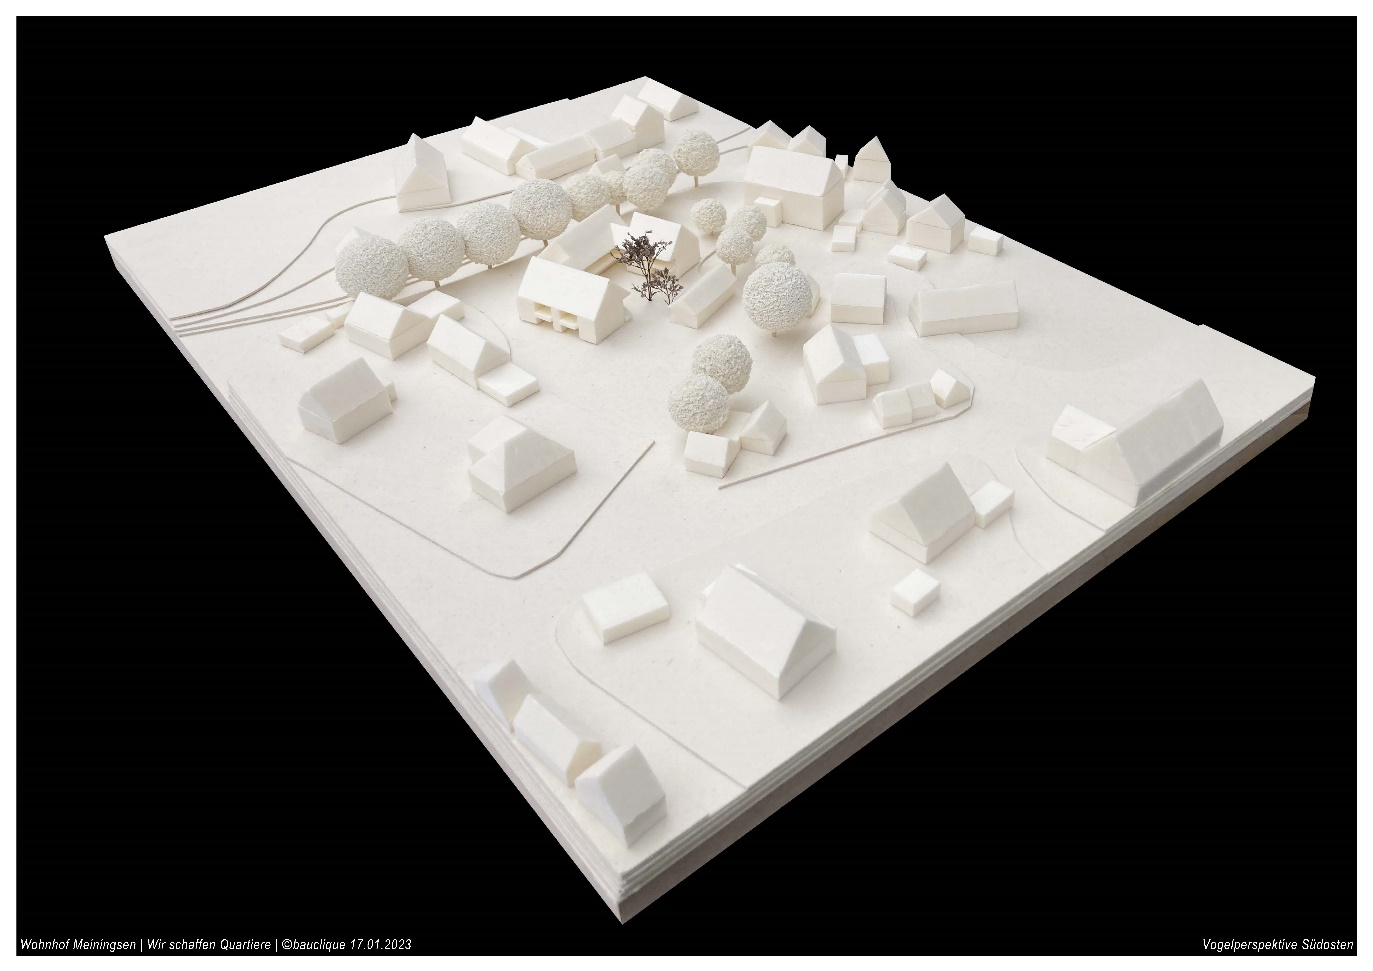 Wohnhof Meiningsen | Wir schaffen Quartiere | ©bauclique 17.01.2023
Vogelperspektive Südosten